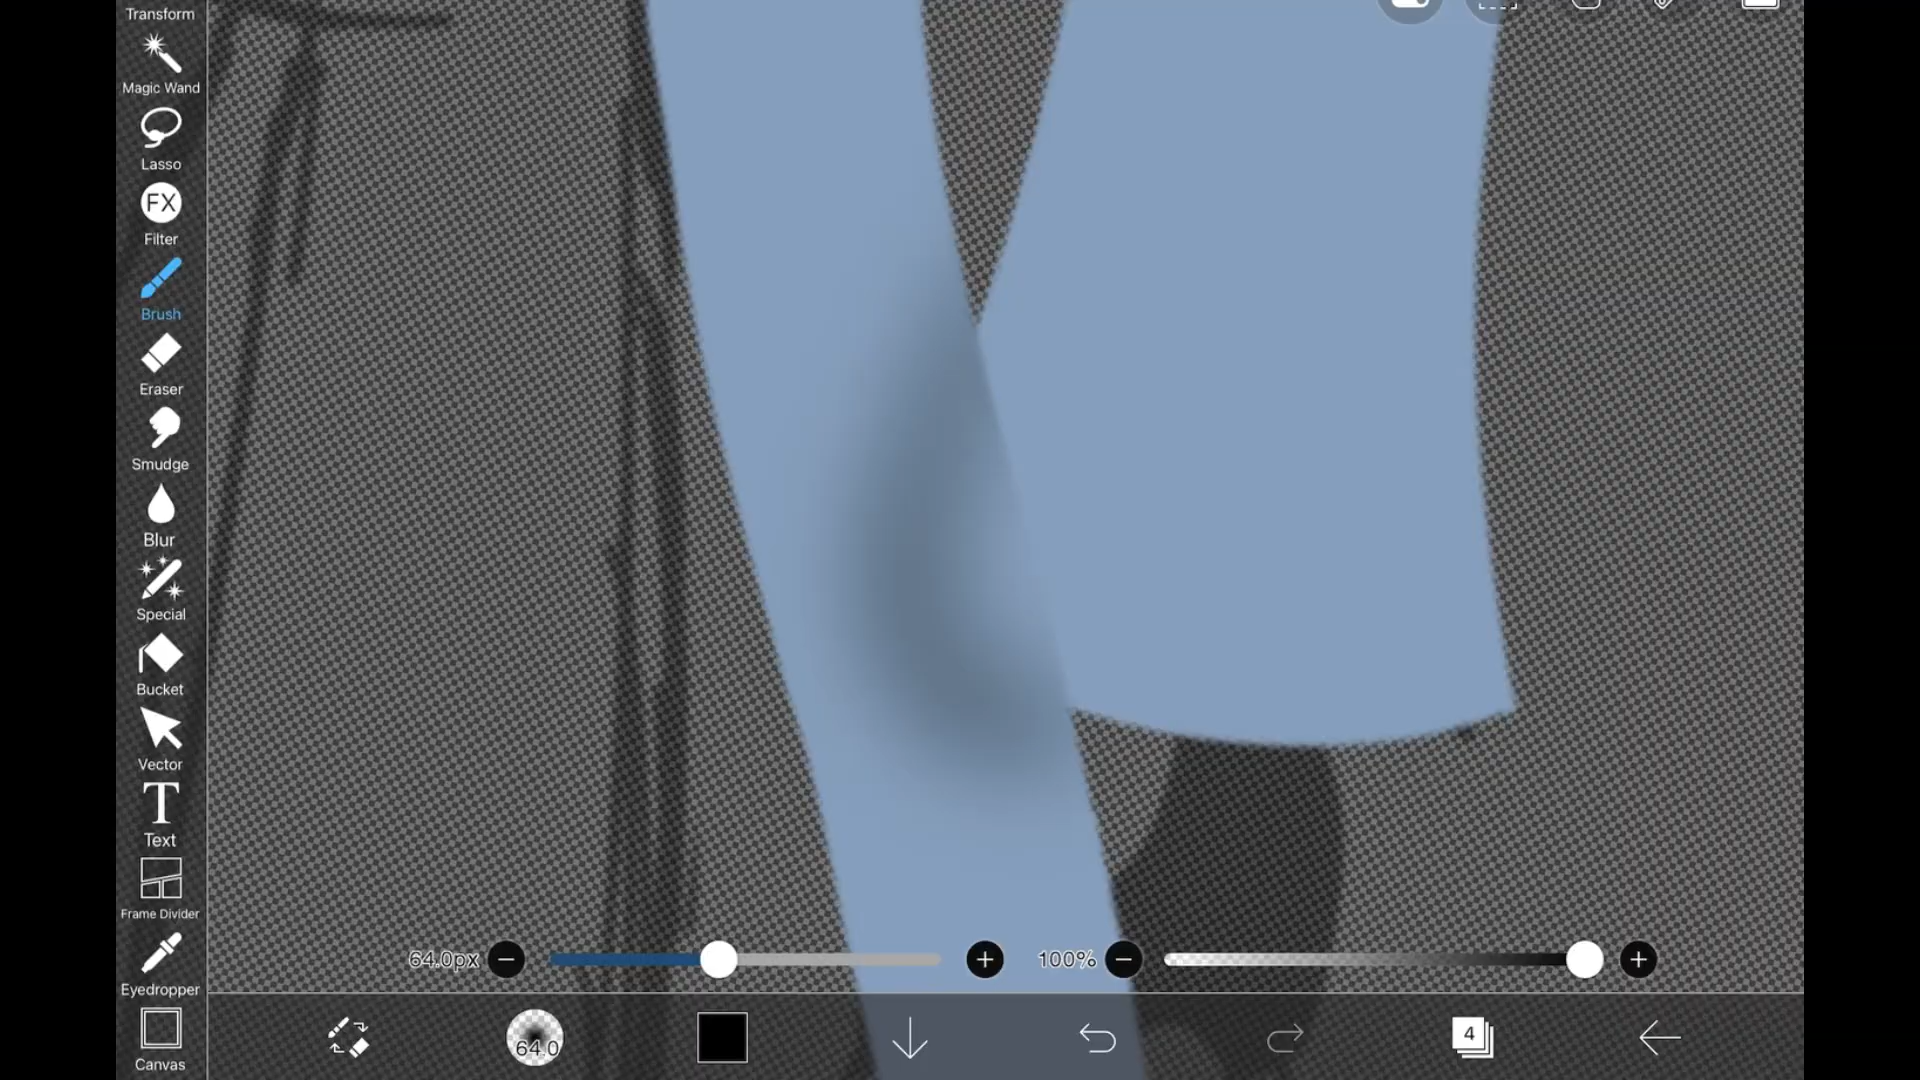 Transform
Magic Wand
Lasso
FX
Filter
Brush
Eraser
Smudge
Blur
Special
Bucket
Vector
T
Text
Frame Divider
Eyedropper
Canvas
64.0px
100%
64.0
4